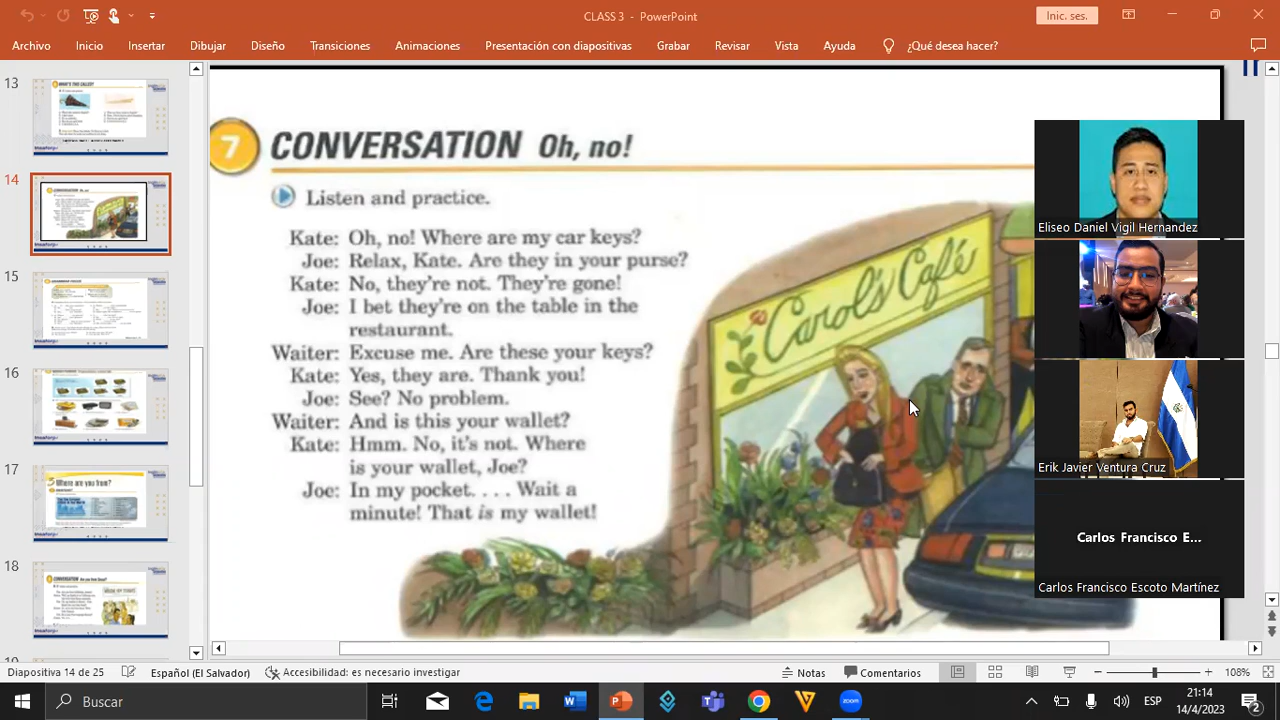 CLASS 3 - PowerPoint
Inic. ses.
Archivo Inicio Insertar Dibujar Diseño Transiciones Animaciones Presentación con diapositivas Grabar Revisar Vista Ayuda ¿Qué desea hacer?
13
14
15
16
17
18
7 CONVERSATION Oh, no!
Listen and practice.
Kate: Oh, no! Where are my car keys?
Joe: Relax, Kate. Are they in your purse?
Kate: No, they're not. They're gone!
Joe: I bet they're on the table in the
restaurant.
Waiter: Excuse me. Are these your keys?
Kate: Yes, they are. Thank you!
Joe: See? No problem.
Waiter: And is this your wallet?
Kate: Hmm. No, it's not. Where
is your wallet, Joe?
Joe: In my pocket. . . . Wait a
minute! That is my wallet!
Carol's Cafe
Eliseo Daniel Vigil Hernandez
Erik Javier Ventura Cruz
Carlos Francisco E...
Carlos Francisco Escoto Martínez
Diapositiva 14 de 25 Español (El Salvador) Accesibilidad: es necesario investigar Notas Comentarios 108%
Buscar
ESP
21:14
14/4/2023
2